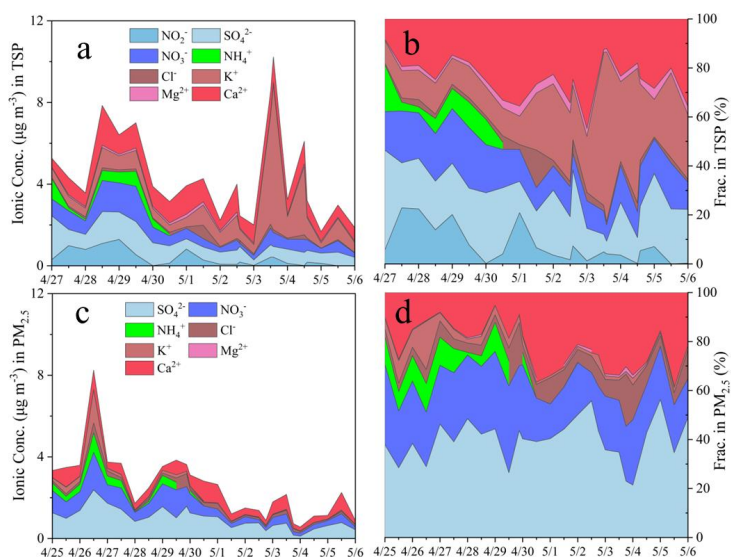 a
Ionic Conc. (μg m⁻³) in TSP
12
8
4
0
NO₂⁻ SO₄²⁻
NO₃⁻ NH₄⁺
Cl⁻ K⁺
Mg²⁺ Ca²⁺
4/27 4/28 4/29 4/30 5/1 5/2 5/3 5/4 5/5 5/6
b
Frac. in TSP (%)
100
80
60
40
20
0
4/27 4/28 4/29 4/30 5/1 5/2 5/3 5/4 5/5 5/6
c
Ionic Conc. (μg m⁻³) in PM₂.₅
12
8
4
0
SO₄²⁻ NO₃⁻
NH₄⁺ Cl⁻
K⁺ Mg²⁺
Ca²⁺
4/25 4/26 4/27 4/28 4/29 4/30 5/1 5/2 5/3 5/4 5/5 5/6
d
Frac. in PM₂.₅ (%)
100
80
60
40
20
0
4/25 4/26 4/27 4/28 4/29 4/30 5/1 5/2 5/3 5/4 5/5 5/6